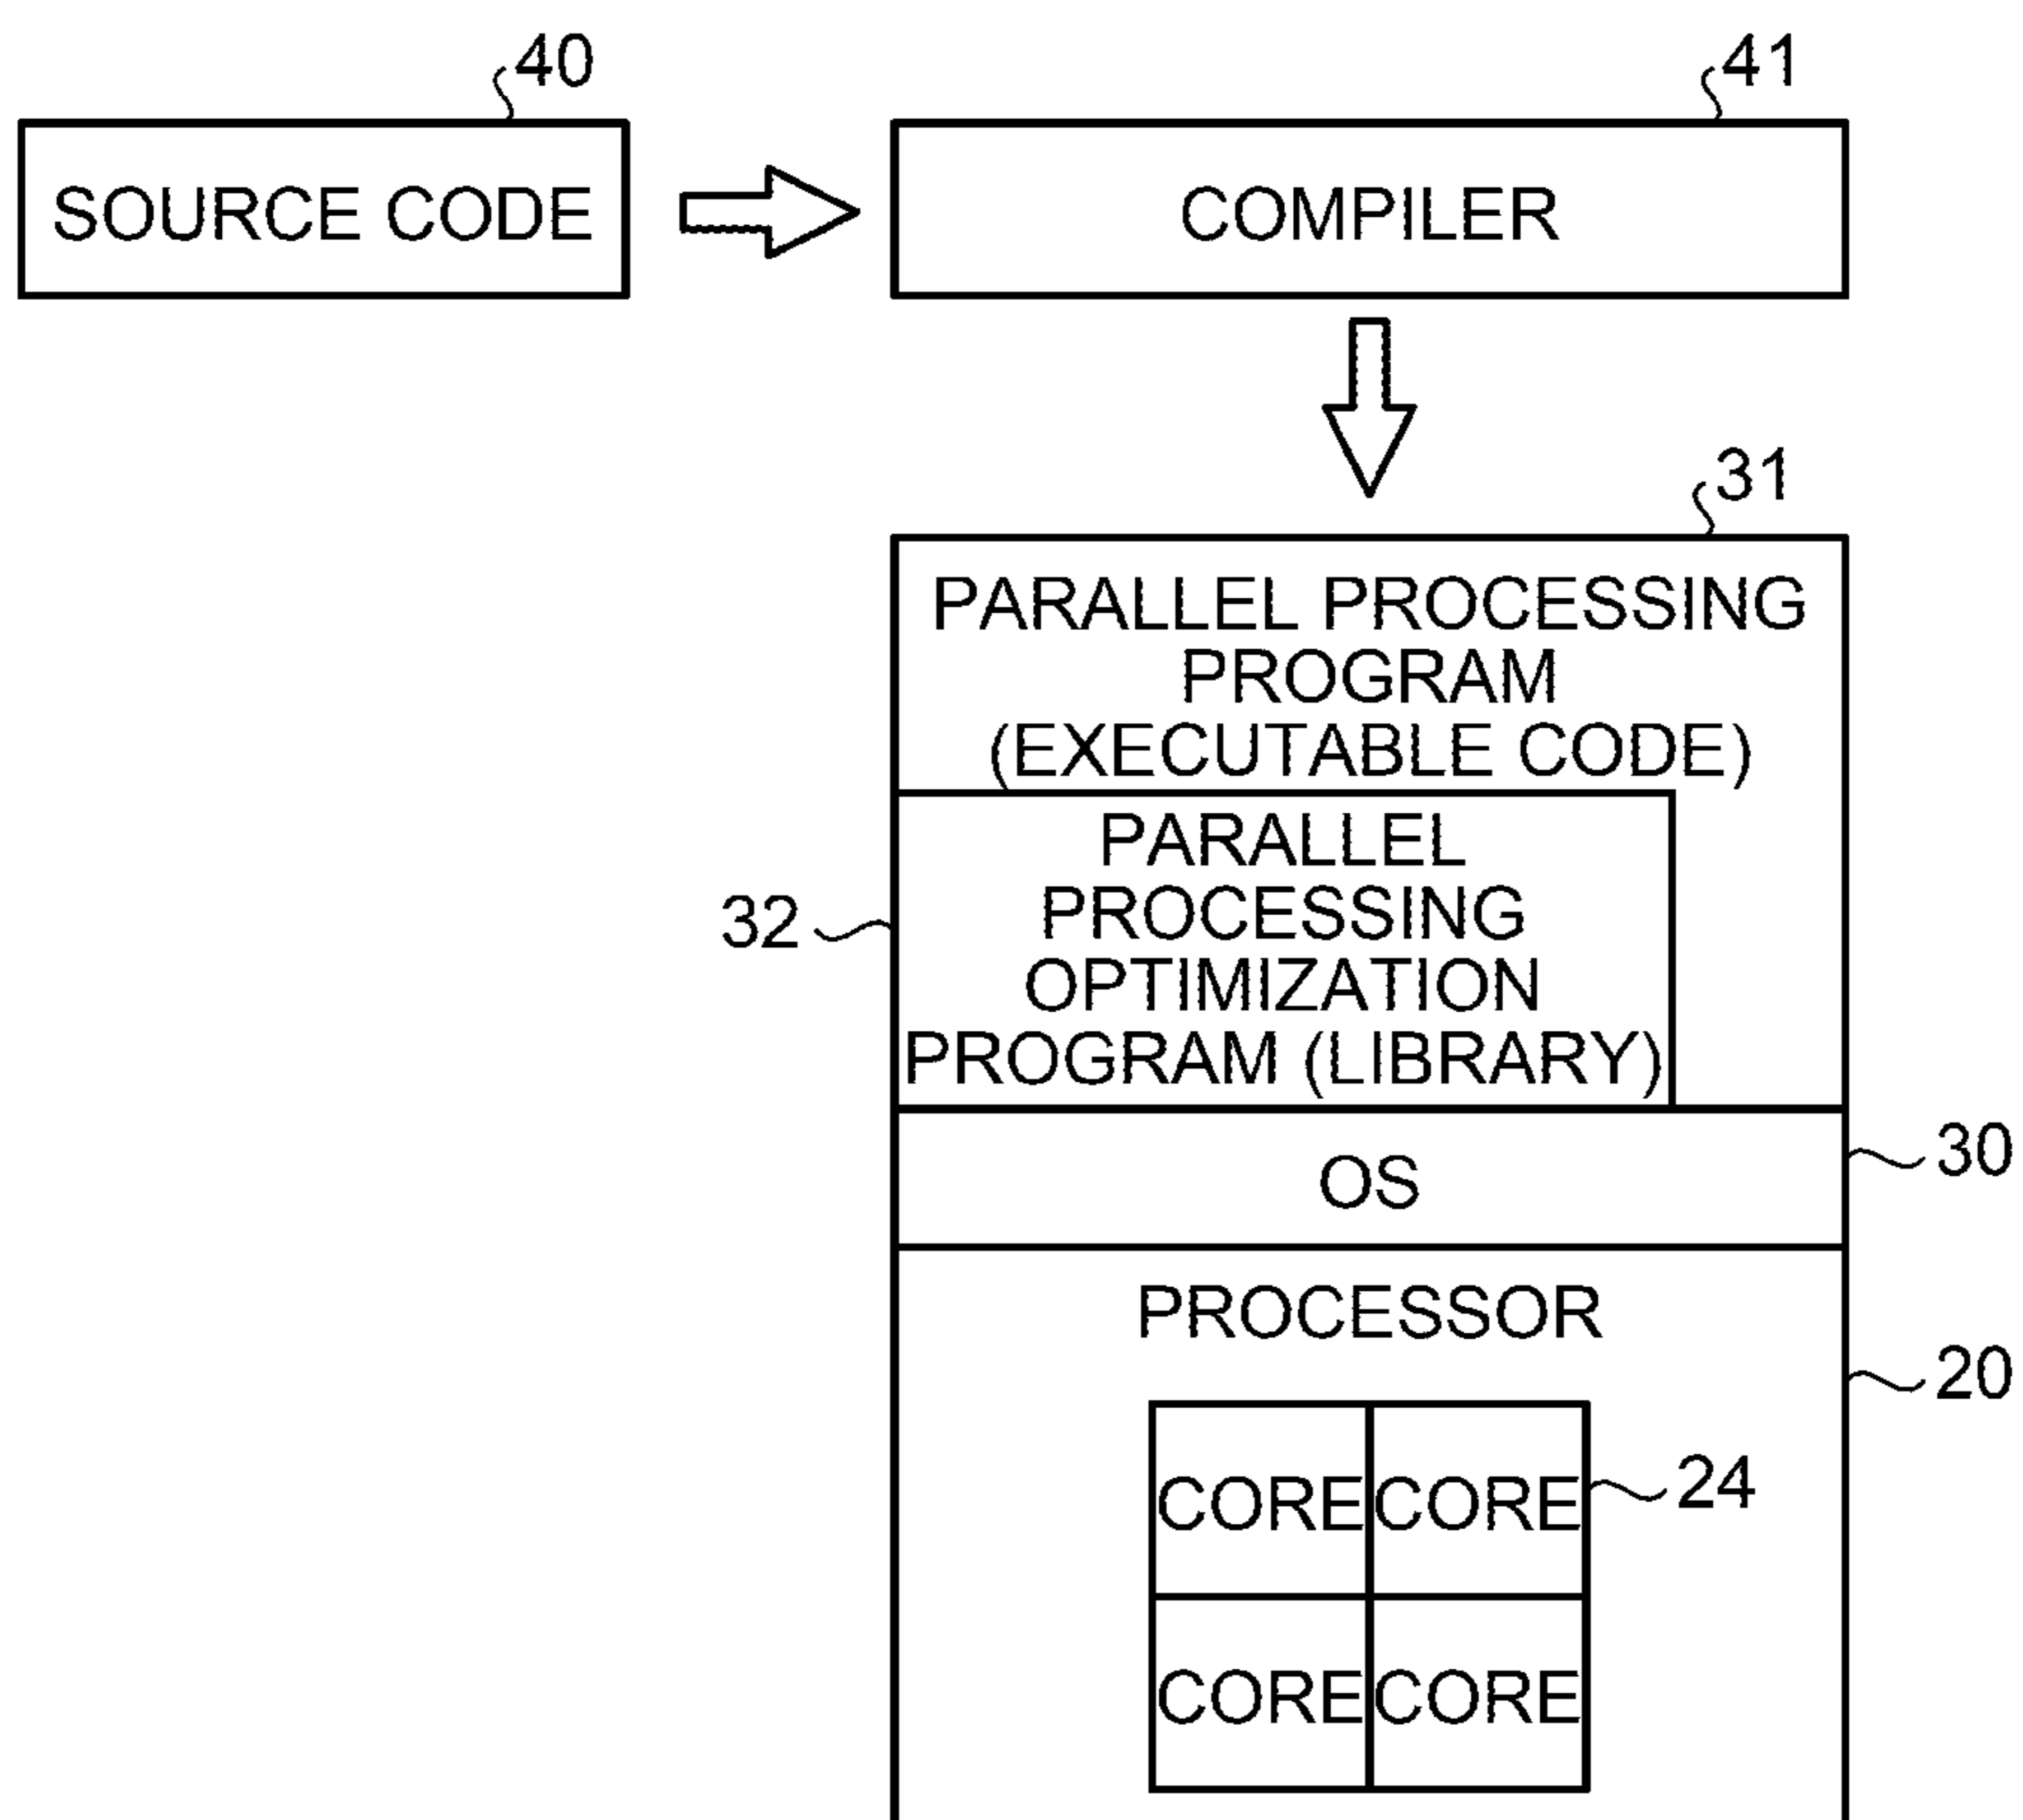 40
41
SOURCE CODE
COMPILER
31
PARALLEL PROCESSING
PROGRAM
(EXECUTABLE CODE)
PARALLEL
PROCESSING
OPTIMIZATION
PROGRAM (LIBRARY)
32
30
OS
PROCESSOR
20
CORE CORE
24
CORE CORE